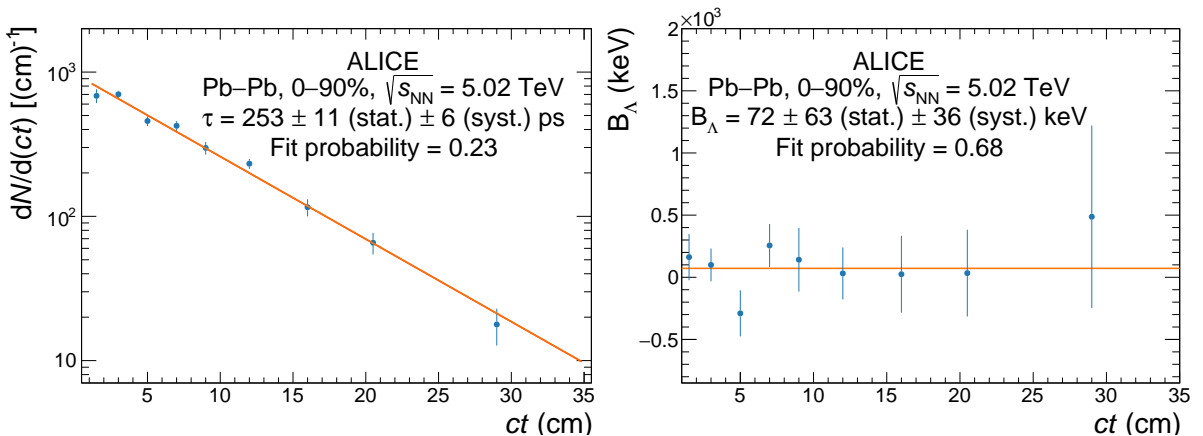 dN/d(ct) [(cm)⁻¹]
10³
10²
10
ALICE
Pb–Pb, 0–90%, √sNN = 5.02 TeV
τ = 253 ± 11 (stat.) ± 6 (syst.) ps
Fit probability = 0.23
5 10 15 20 25 30 35
ct (cm)
B_Λ (keV)
×10³
2
1.5
1
0.5
0
−0.5
ALICE
Pb–Pb, 0–90%, √sNN = 5.02 TeV
B_Λ = 72 ± 63 (stat.) ± 36 (syst.) keV
Fit probability = 0.68
5 10 15 20 25 30 35
ct (cm)